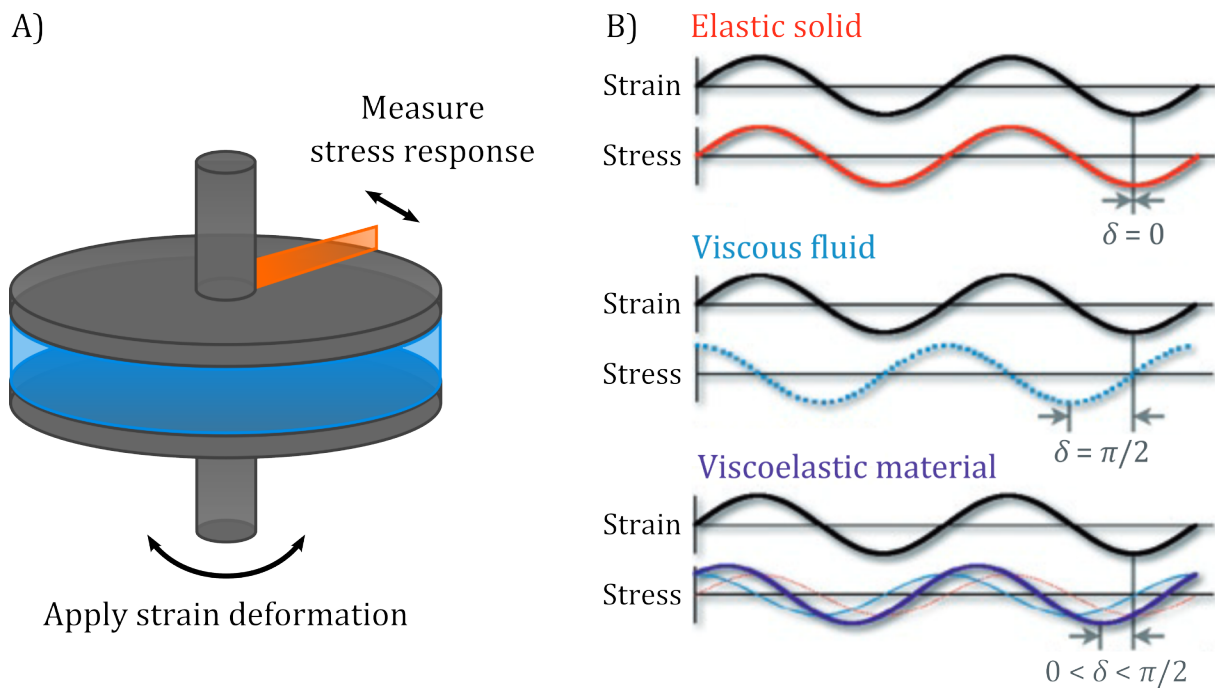 A)
Measure
stress response
Apply strain deformation
B)
Elastic solid
Strain
Stress
δ = 0
Viscous fluid
Strain
Stress
δ = π/2
Viscoelastic material
Strain
Stress
0 < δ < π/2